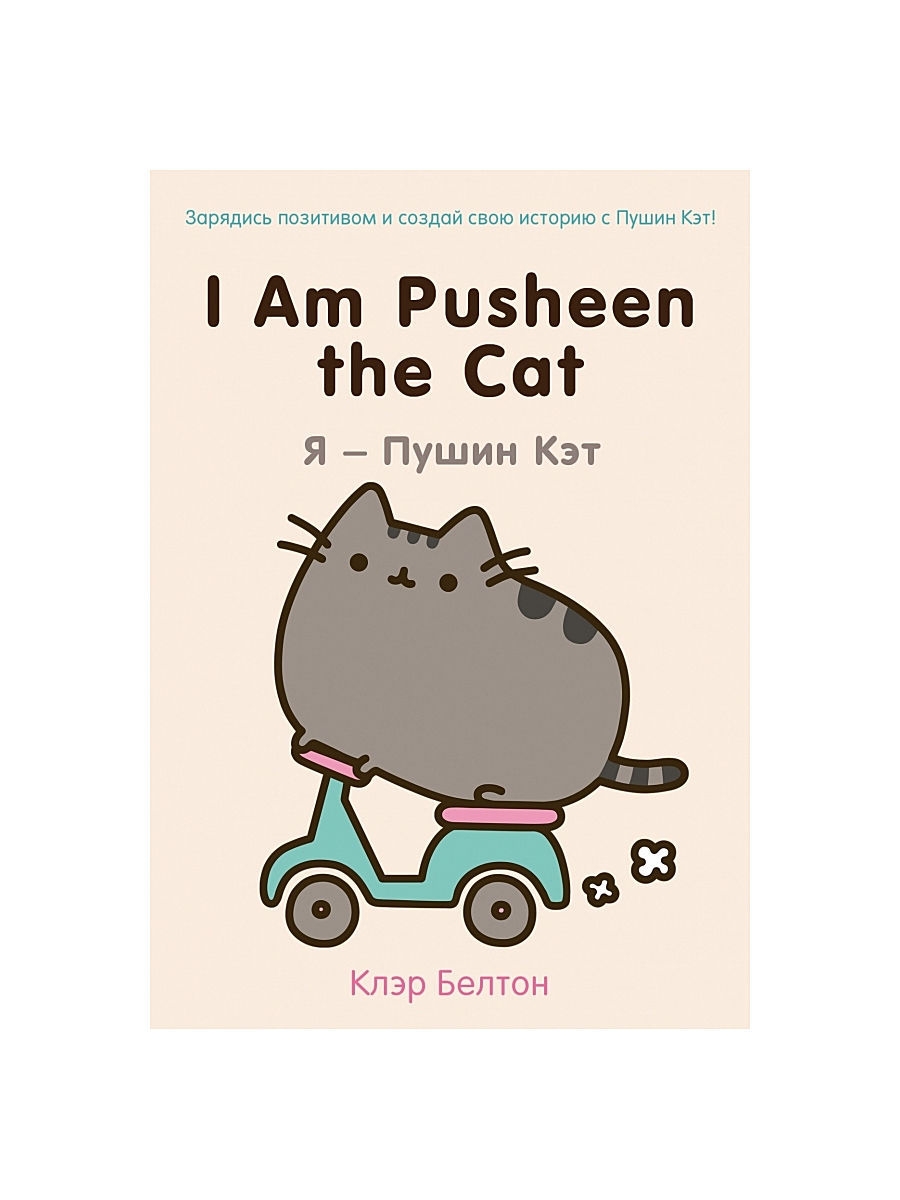 Зарядись позитивом и создай свою историю с Пушин Кэт!
I Am Pusheen
the Cat
Я – Пушин Кэт
Клэр Белтон